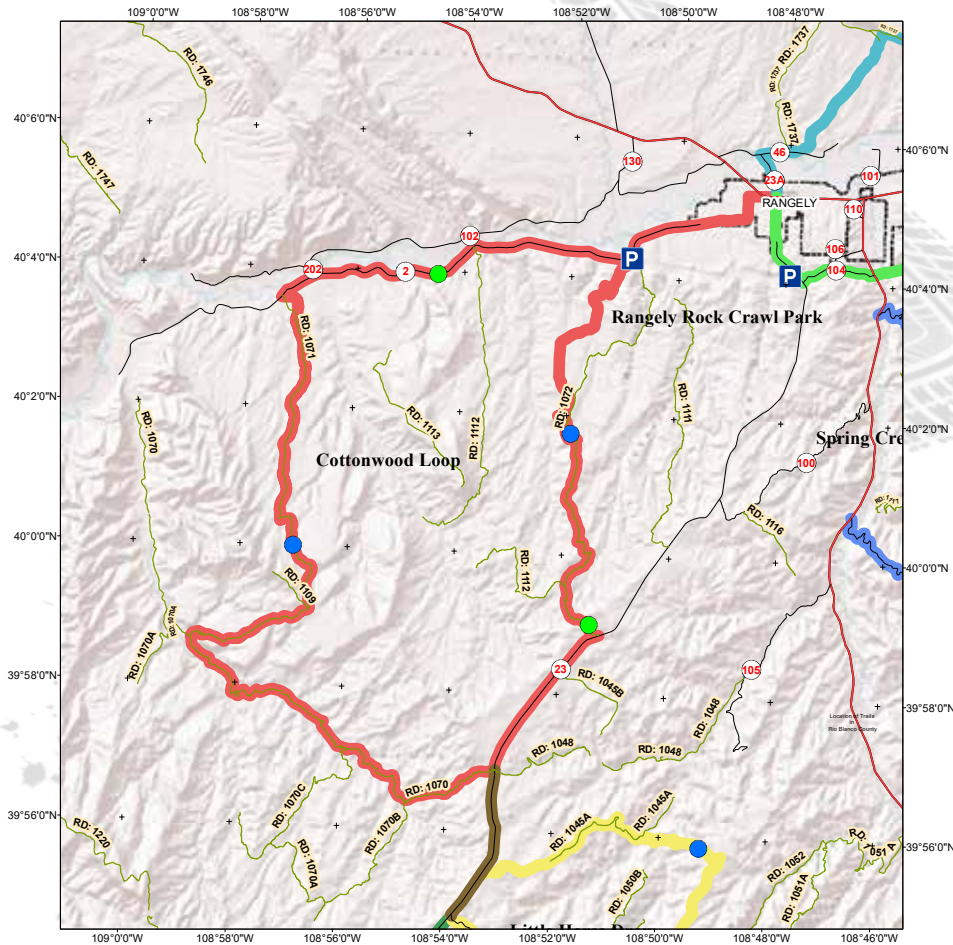 109°0'0"W 108°58'0"W 108°56'0"W 108°54'0"W 108°52'0"W 108°50'0"W 108°48'0"W
RD: 1737
RD: 1737
RD: 1746
RD: 1737
40°6'0"N
46
40°6'0"N
130
RD: 1747
23A
101
RANGELY
110
102
106
P
40°4'0"N
202
2
104
P
40°4'0"N
Rangely Rock Crawl Park
RD: 1071
40°2'0"N
RD: 1072
RD: 1111
RD: 1070
RD: 1113
RD: 1112
40°2'0"N
Spring Cre
Cottonwood Loop
100
RD: 1116
40°0'0"N
40°0'0"N
RD: 1112
RD: 1109
RD: 1070A
RD: 1070A
39°58'0"N
23
105
RD: 1045B
RD: 1048
39°58'0"N
Location of Trails
in
Rio Blanco County
RD: 1048
RD: 1048
RD: 1070
RD: 1070C
39°56'0"N
RD: 1045A
RD: 1045A
RD: 1070B
RD: 1220
39°56'0"N
RD: 1051 A
RD: 1052
RD: 1070A
RD: 1050B
RD: 1051A
109°0'0"W 108°58'0"W 108°56'0"W 108°54'0"W 108°52'0"W 108°50'0"W 108°48'0"W 108°46'0"W